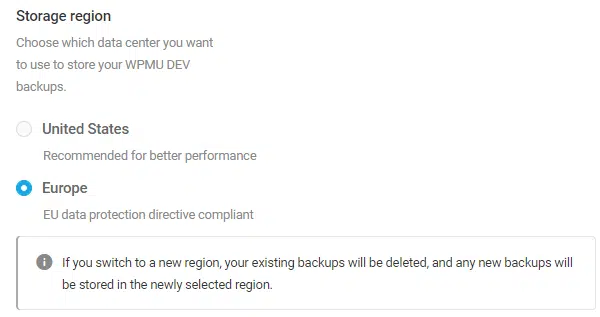 Storage region
Choose which data center you want
to use to store your WPMU DEV
backups.
United States
Recommended for better performance
Europe
EU data protection directive compliant
If you switch to a new region, your existing backups will be deleted, and any new backups will
be stored in the newly selected region.